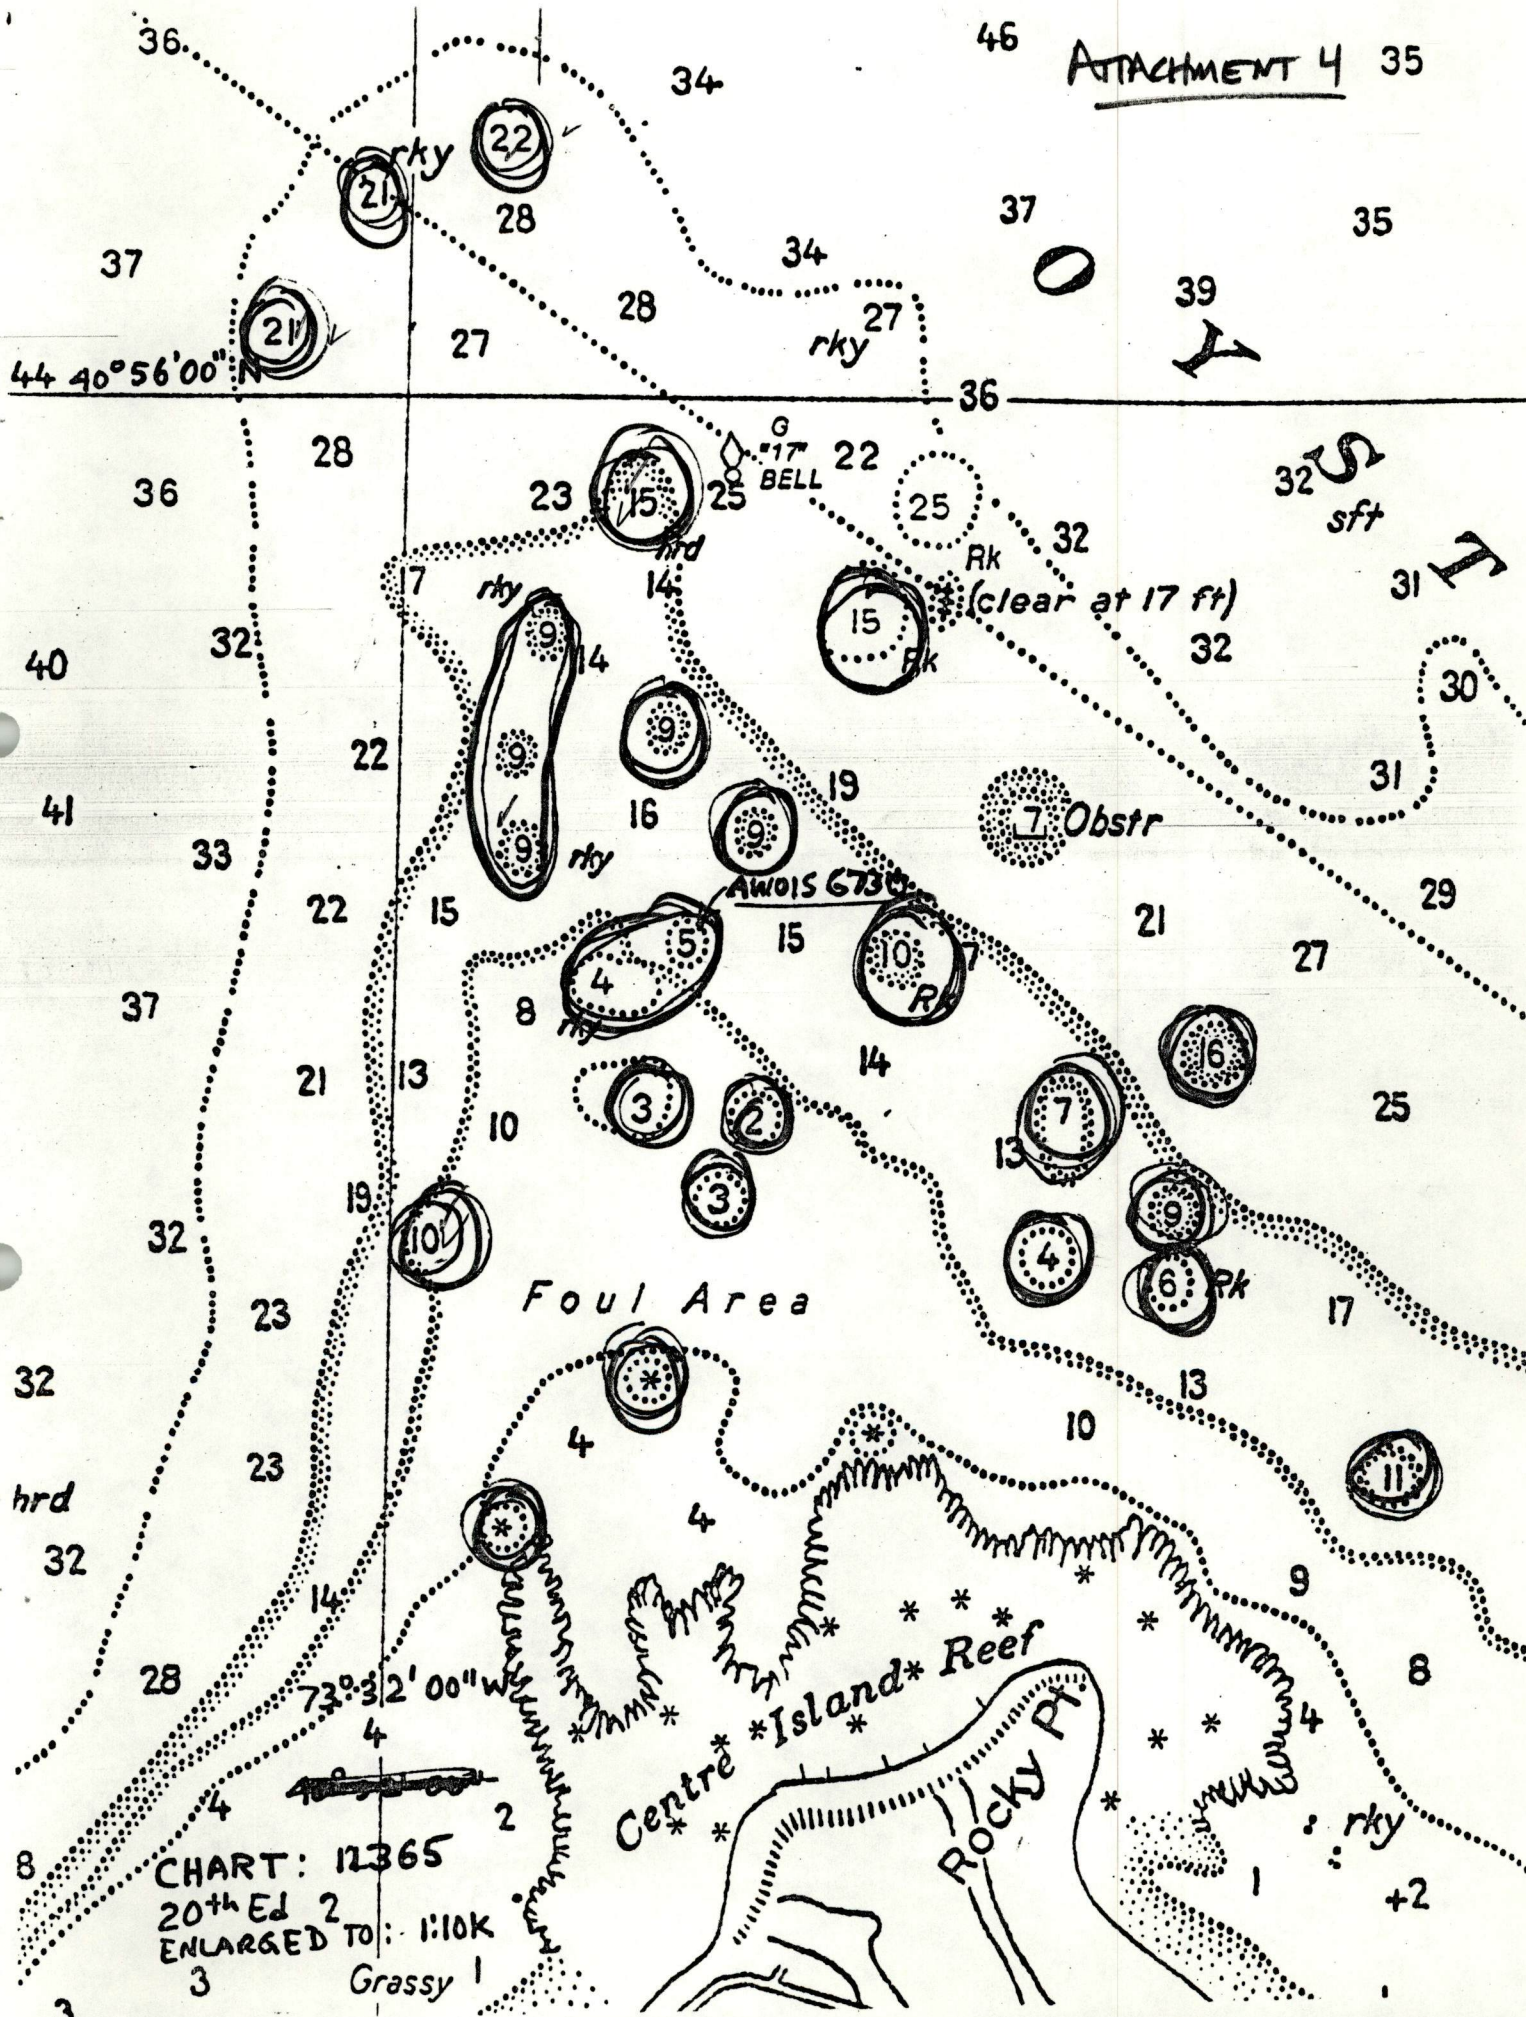 36 46 ATTACHMENT 4 35
34
22
rky
21
28 37 35
37 34
39
28 27
21 27 rky
44 40°56'00" N
36
G
"17"
BELL
28 22
36 23 15 25 25 32
S
sft
hrd Rk 32
T
17 rky 14 31
(clear at 17 ft)
9 14 15 Rk
40 32 32
30
9
22 9
31
41 16 19 7 Obstr
9
33 9 rky
AWOIS 6730
29
22 15 5 15 10 7 21
27
4
37 8 rky Rk
16
14
21 13 3 2 7 25
10
13
19 3 9
32 10 4 6 Rk
Foul Area
23 17
32 13
4 10
23 11
hrd
4
32
14 9
28 8
73°32'00"W
4 4
Centre Island Reef
Rocky Pt
4 2
rky
8
CHART: 12365
20th Ed 2
ENLARGED TO: 1:10K
1
+2
3 Grassy 1
3